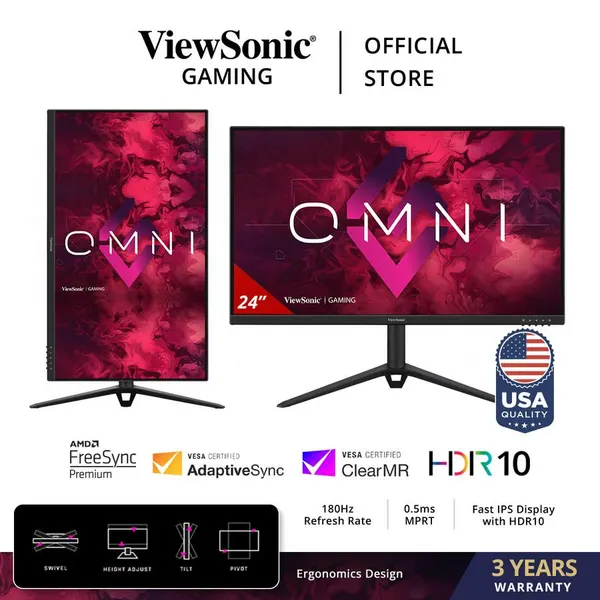 ViewSonic®
GAMING
OFFICIAL
STORE
OMNI
ViewSonic | GAMING
OMNI
24"
ViewSonic® | GAMING
ViewSonic
USA
QUALITY
AMD
FreeSync
Premium
VESA CERTIFIED
AdaptiveSync
VESA CERTIFIED
ClearMR
HDR10
180Hz
Refresh Rate
0.5ms
MPRT
Fast IPS Display
with HDR10
SWIVEL
HEIGHT ADJUST
TILT
PIVOT
Ergonomics Design
3 YEARS
WARRANTY